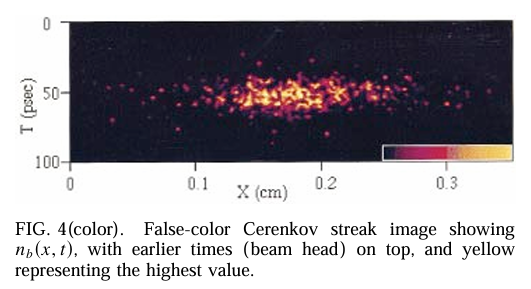 0
50
100
T (psec)
0
0.1
0.2
0.3
X (cm)
FIG. 4(color). False-color Cerenkov streak image showing
n_b(x, t), with earlier times (beam head) on top, and yellow
representing the highest value.